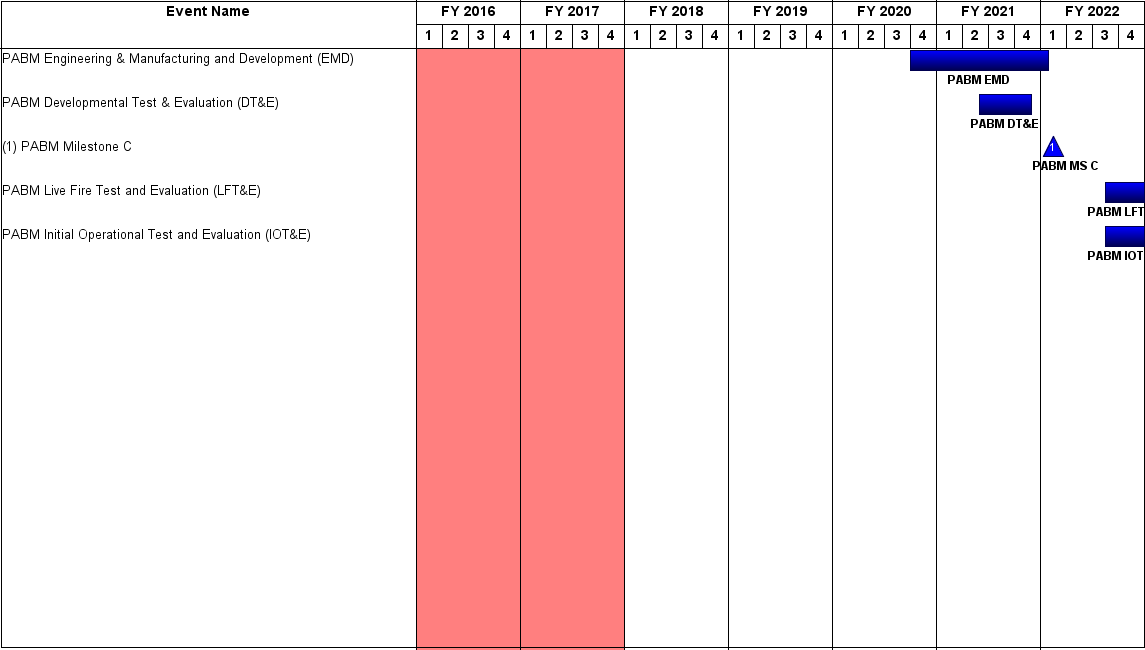 Event Name FY 2016 FY 2017 FY 2018 FY 2019 FY 2020 FY 2021 FY 2022
1 2 3 4 1 2 3 4 1 2 3 4 1 2 3 4 1 2 3 4 1 2 3 4 1 2 3 4
PABM Engineering & Manufacturing and Development (EMD)
PABM EMD
PABM Developmental Test & Evaluation (DT&E)
PABM DT&E
(1) PABM Milestone C 1
PABM MS C
PABM Live Fire Test and Evaluation (LFT&E)
PABM LFT
PABM Initial Operational Test and Evaluation (IOT&E)
PABM IOT